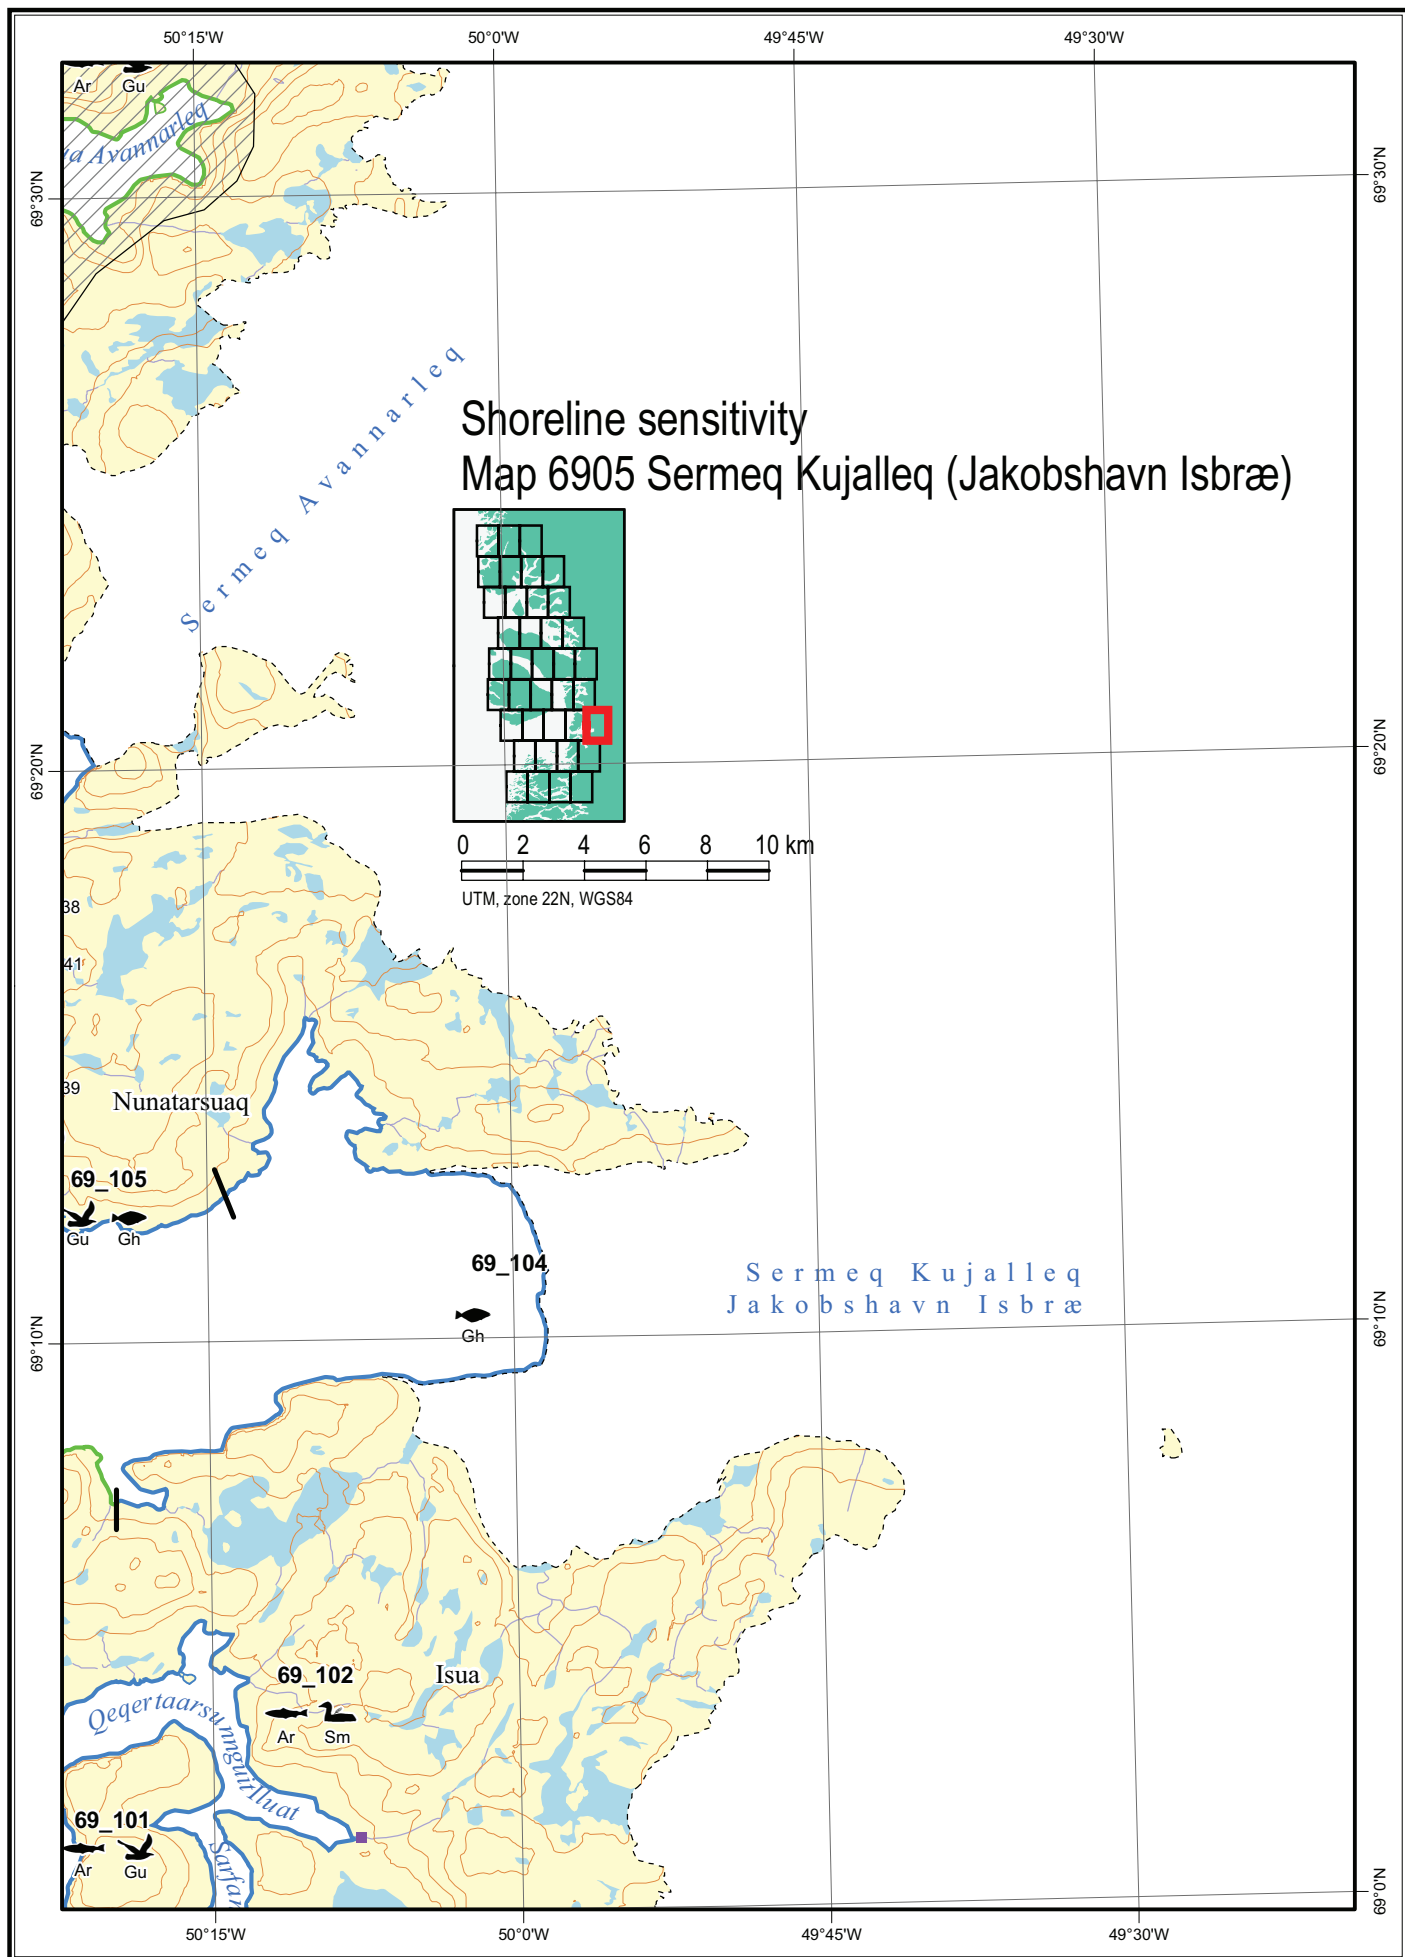 50°15'W 50°0'W 49°45'W 49°30'W
Ar Gu
ua Avannarleq
69°30'N 69°30'N
Sermeq Avannarleq
Shoreline sensitivity
Map 6905 Sermeq Kujalleq (Jakobshavn Isbræ)
69°20'N 69°20'N
0 2 4 6 8 10 km
UTM, zone 22N, WGS84
38
41
39
Nunatarsuaq
69_105
Gu Gh
69_104
Gh
Sermeq Kujalleq
Jakobshavn Isbræ
69°10'N 69°10'N
69_102
Isua
Ar Sm
Qeqertaarsunnguitlluat
69_101
Ar Gu
Sarfan
69°0'N
50°15'W 50°0'W 49°45'W 49°30'W